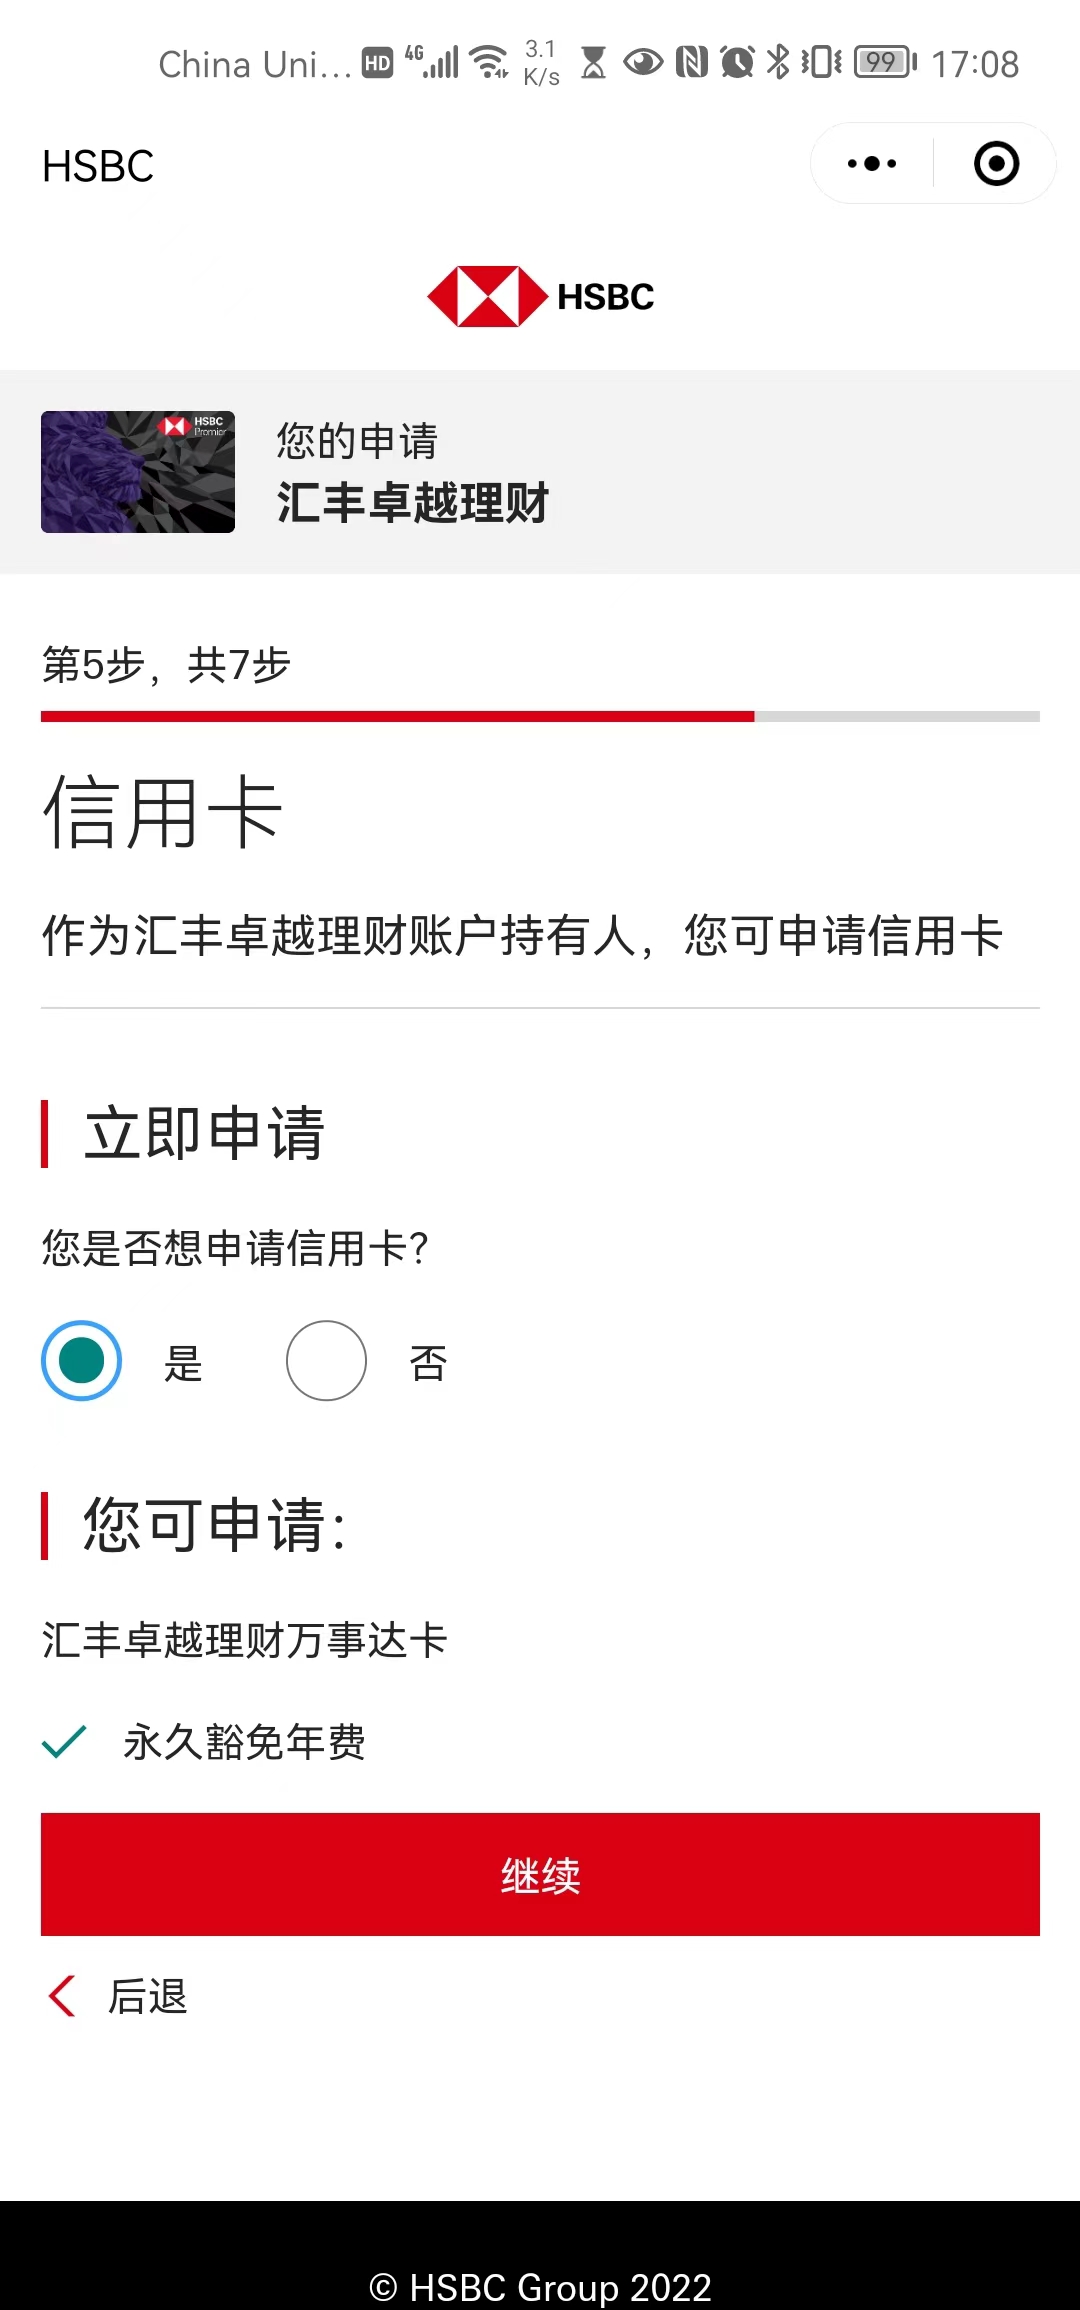 China Uni... HD 4G 3.1 K/s 99 17:08
HSBC
HSBC
HSBC
Premier
您的申请
汇丰卓越理财
第5步，共7步
信用卡
作为汇丰卓越理财账户持有人，您可申请信用卡
立即申请
您是否想申请信用卡？
是 否
您可申请：
汇丰卓越理财万事达卡
永久豁免年费
继续
后退
© HSBC Group 2022